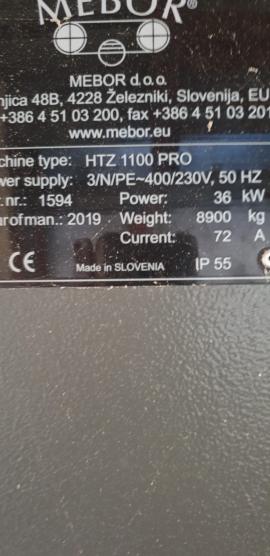 MEBOR®
MEBOR d.o.o.
njica 48B, 4228 Železniki, Slovenija, EU
+386 4 51 03 200, fax +386 4 51 03 201
www.mebor.eu
chine type: HTZ 1100 PRO
wer supply: 3/N/PE~400/230V, 50 HZ
r.nr.: 1594 Power: 36 kW
ar of man.: 2019 Weight: 8900 kg
Current: 72 A
CE Made in SLOVENIA IP 55